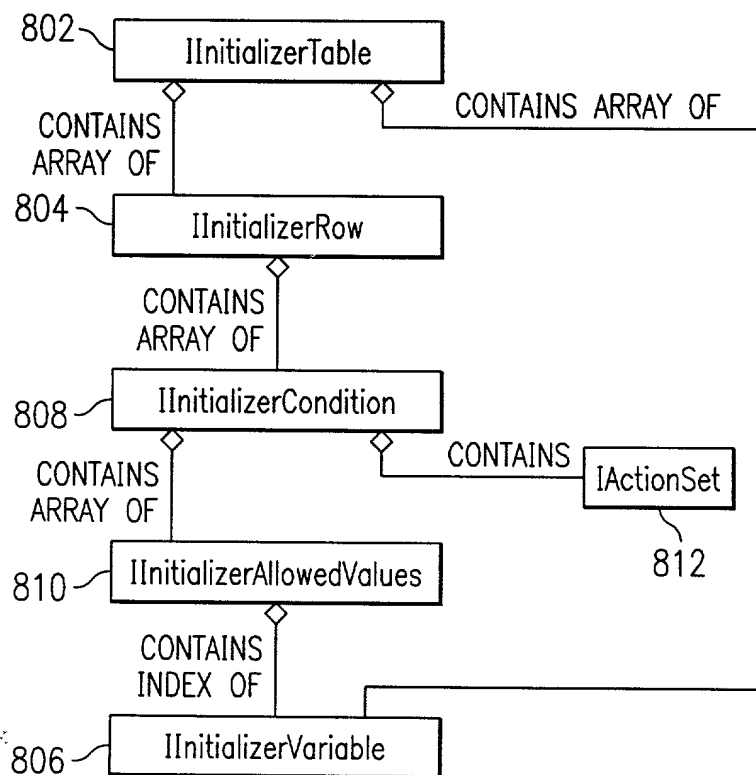 802
IInitializerTable
CONTAINS
ARRAY OF
CONTAINS ARRAY OF
804
IInitializerRow
CONTAINS
ARRAY OF
808
IInitializerCondition
CONTAINS
ARRAY OF
CONTAINS
IActionSet
812
810
IInitializerAllowedValues
CONTAINS
INDEX OF
806
IInitializerVariable